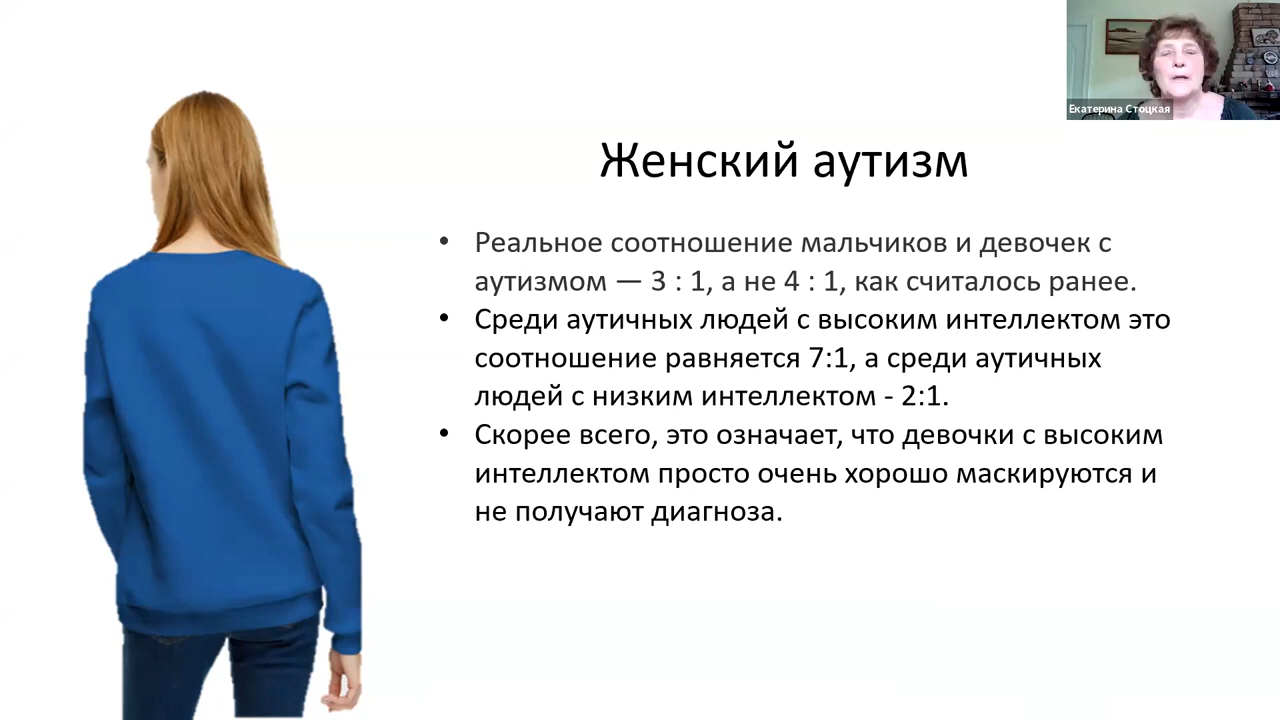 Екатерина Стоцкая
Женский аутизм
• Реальное соотношение мальчиков и девочек с
аутизмом — 3 : 1, а не 4 : 1, как считалось ранее.
• Среди аутичных людей с высоким интеллектом это
соотношение равняется 7:1, а среди аутичных
людей с низким интеллектом - 2:1.
• Скорее всего, это означает, что девочки с высоким
интеллектом просто очень хорошо маскируются и
не получают диагноза.